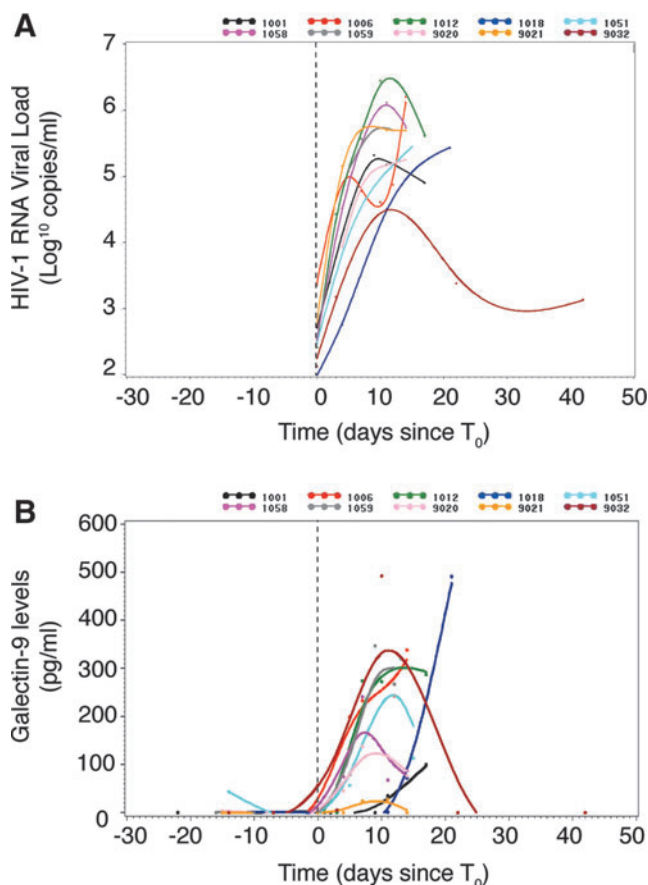 A
1001 1006 1012 1018 1051
1058 1059 9020 9021 9032
7
6
5
4
3
2
HIV-1 RNA Viral Load
(Log10 copies/ml)
-30 -20 -10 0 10 20 30 40 50
Time (days since T0)
B
1001 1006 1012 1018 1051
1058 1059 9020 9021 9032
600
500
400
300
200
100
0
Galectin-9 levels
(pg/ml)
-30 -20 -10 0 10 20 30 40 50
Time (days since T0)